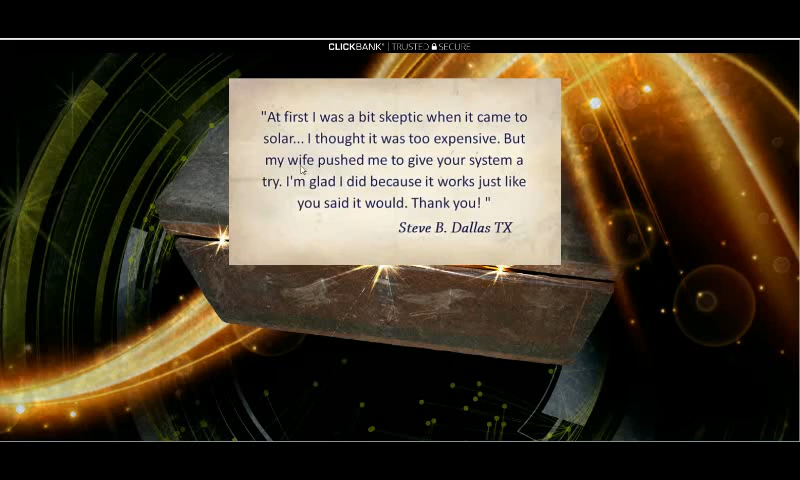 CLICKBANK® | TRUSTED SECURE
"At first I was a bit skeptic when it came to
solar... I thought it was too expensive. But
my wife pushed me to give your system a
try. I'm glad I did because it works just like
you said it would. Thank you! "
Steve B. Dallas TX